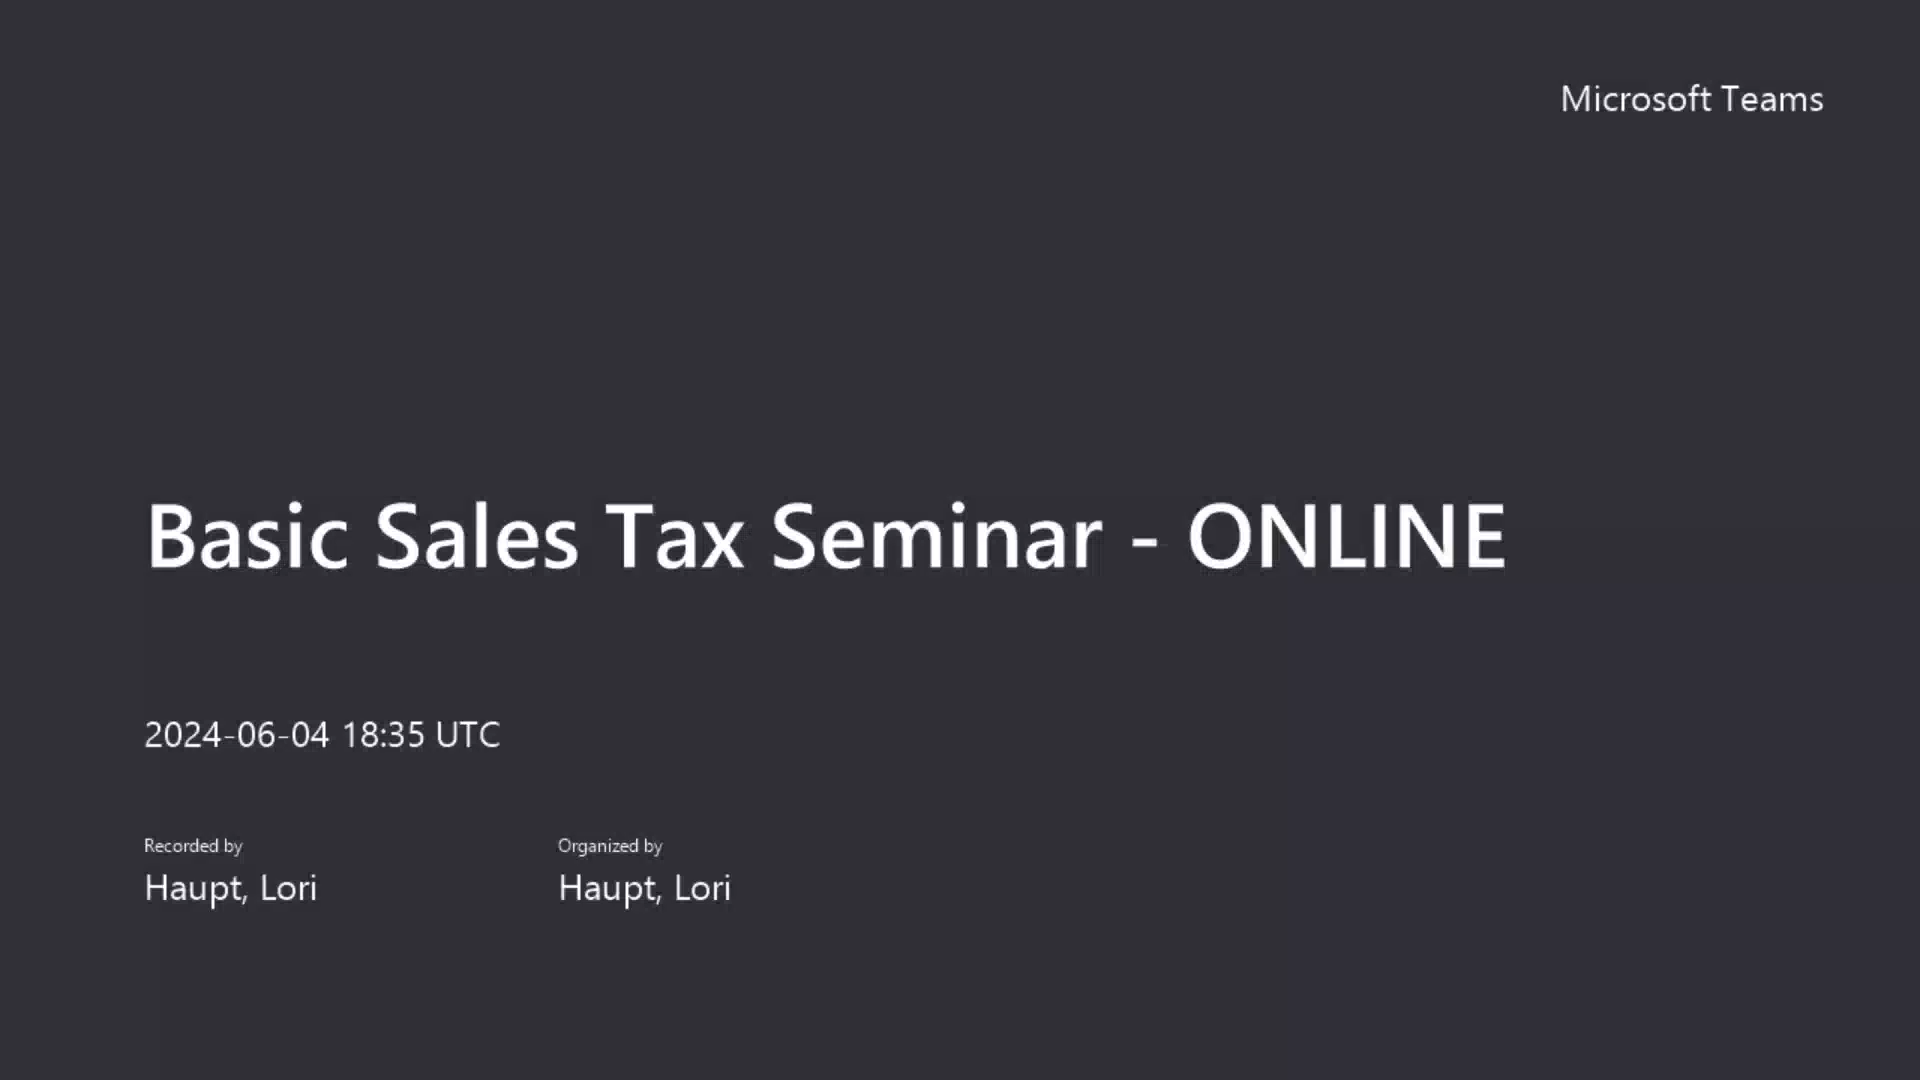 Microsoft Teams
Basic Sales Tax Seminar - ONLINE
2024-06-04 18:35 UTC
Recorded by
Haupt, Lori
Organized by
Haupt, Lori